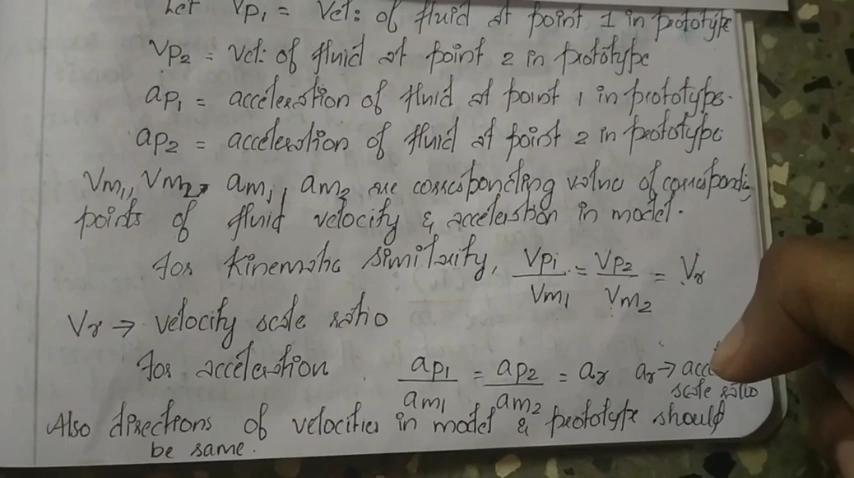 Let Vp1 = Vel: of fluid at point 1 in prototype
Vp2 = Vel: of fluid at point 2 in prototype
ap1 = acceleration of fluid at point 1 in prototype.
ap2 = acceleration of fluid at point 2 in prototype
Vm1, Vm2, am1, am2 are corresponding value of corresponding
points of fluid velocity & acceleration in model.
For Kinematic Similarity, Vp1/Vm1 = Vp2/Vm2 = Vr
Vr → velocity scale ratio
For acceleration ap1/am1 = ap2/am2 = ar ar →
scale ratio
Also directions of velocities in model & prototype should
be same.